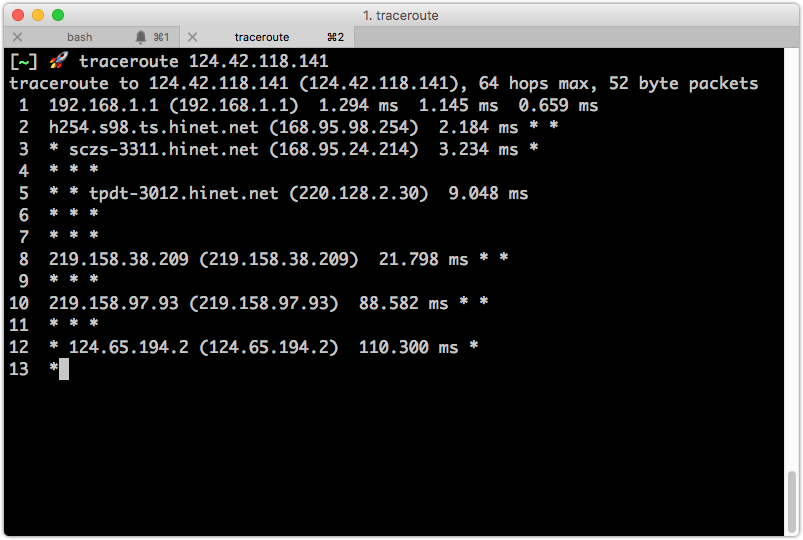 1. traceroute
bash ⌘1 traceroute ⌘2
[~] 🚀 traceroute 124.42.118.141
traceroute to 124.42.118.141 (124.42.118.141), 64 hops max, 52 byte packets
 1  192.168.1.1 (192.168.1.1)  1.294 ms  1.145 ms  0.659 ms
 2  h254.s98.ts.hinet.net (168.95.98.254)  2.184 ms * *
 3  * sczs-3311.hinet.net (168.95.24.214)  3.234 ms *
 4  * * *
 5  * * tpdt-3012.hinet.net (220.128.2.30)  9.048 ms
 6  * * *
 7  * * *
 8  219.158.38.209 (219.158.38.209)  21.798 ms * *
 9  * * *
10  219.158.97.93 (219.158.97.93)  88.582 ms * *
11  * * *
12  * 124.65.194.2 (124.65.194.2)  110.300 ms *
13  *